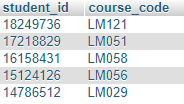 student_id course_code
18249736 LM121
17218829 LM051
16158431 LM058
15124126 LM056
14786512 LM029